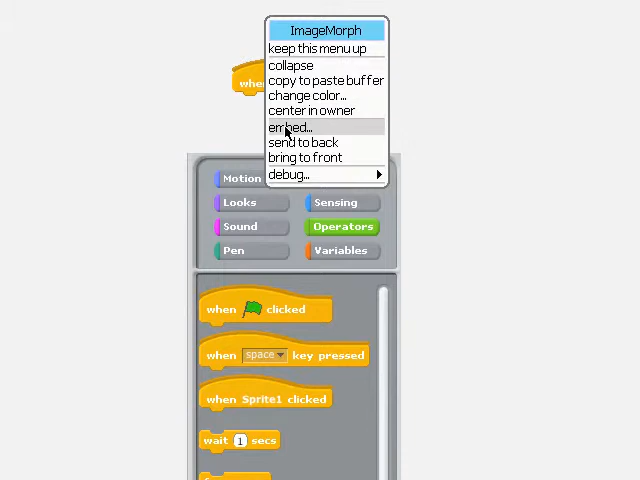 ImageMorph
keep this menu up
collapse
copy to paste buffer
change color...
center in owner
embed...
send to back
bring to front
debug...
when
Motion
Looks
Sensing
Sound
Operators
Pen
Variables
when clicked
when space key pressed
when Sprite1 clicked
wait 1 secs